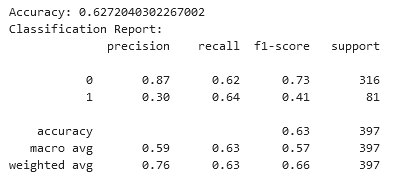 Accuracy: 0.6272040302267002
Classification Report:
precision recall f1-score support
0 0.87 0.62 0.73 316
1 0.30 0.64 0.41 81
accuracy 0.63 397
macro avg 0.59 0.63 0.57 397
weighted avg 0.76 0.63 0.66 397